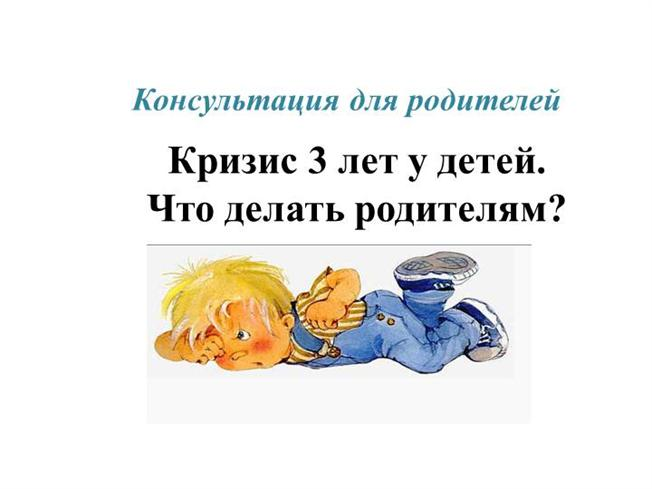 Консультация для родителей
Кризис 3 лет у детей.
Что делать родителям?